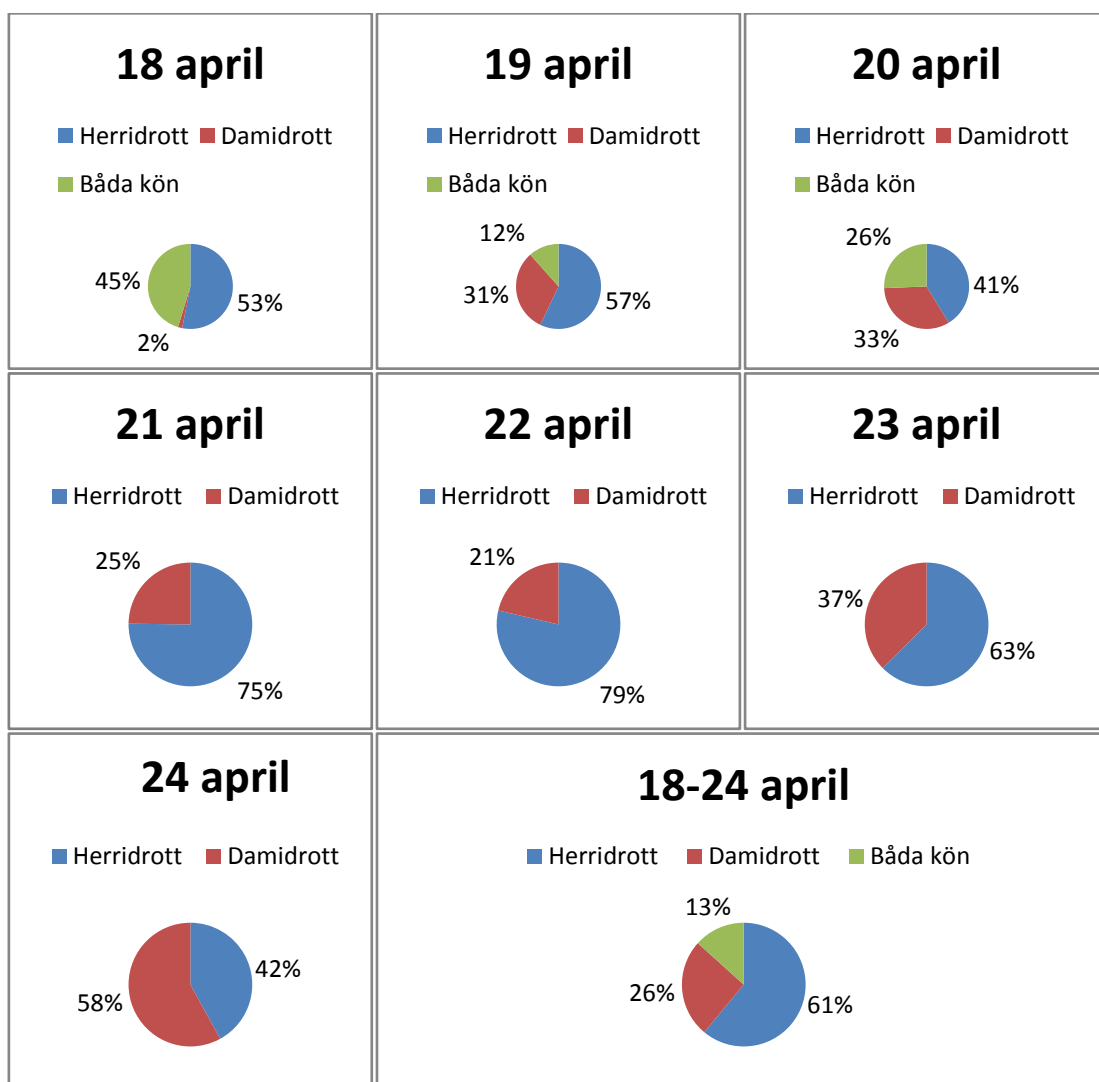 18 april
Herridrott Damidrott
Båda kön
45%
53%
2%
19 april
Herridrott Damidrott
Båda kön
12%
31%
57%
20 april
Herridrott Damidrott
Båda kön
26%
41%
33%
21 april
Herridrott Damidrott
25%
75%
22 april
Herridrott Damidrott
21%
79%
23 april
Herridrott Damidrott
37%
63%
24 april
Herridrott Damidrott
42%
58%
18-24 april
Herridrott Damidrott Båda kön
13%
26%
61%